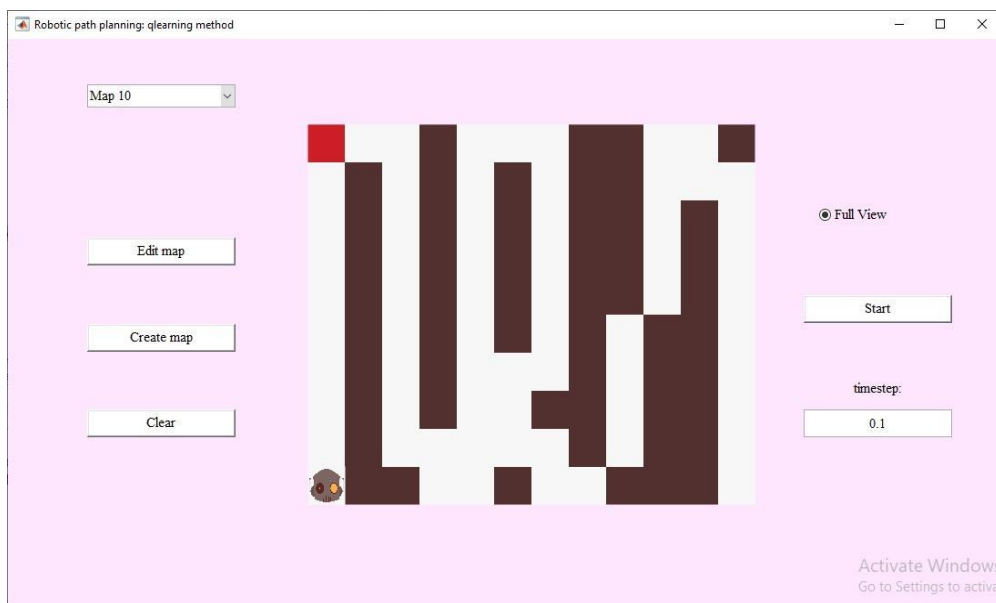 Robotic path planning: qlearning method
Map 10
Full View
Edit map
Start
Create map
timestep:
Clear
0.1
Activate Windows
Go to Settings to activa